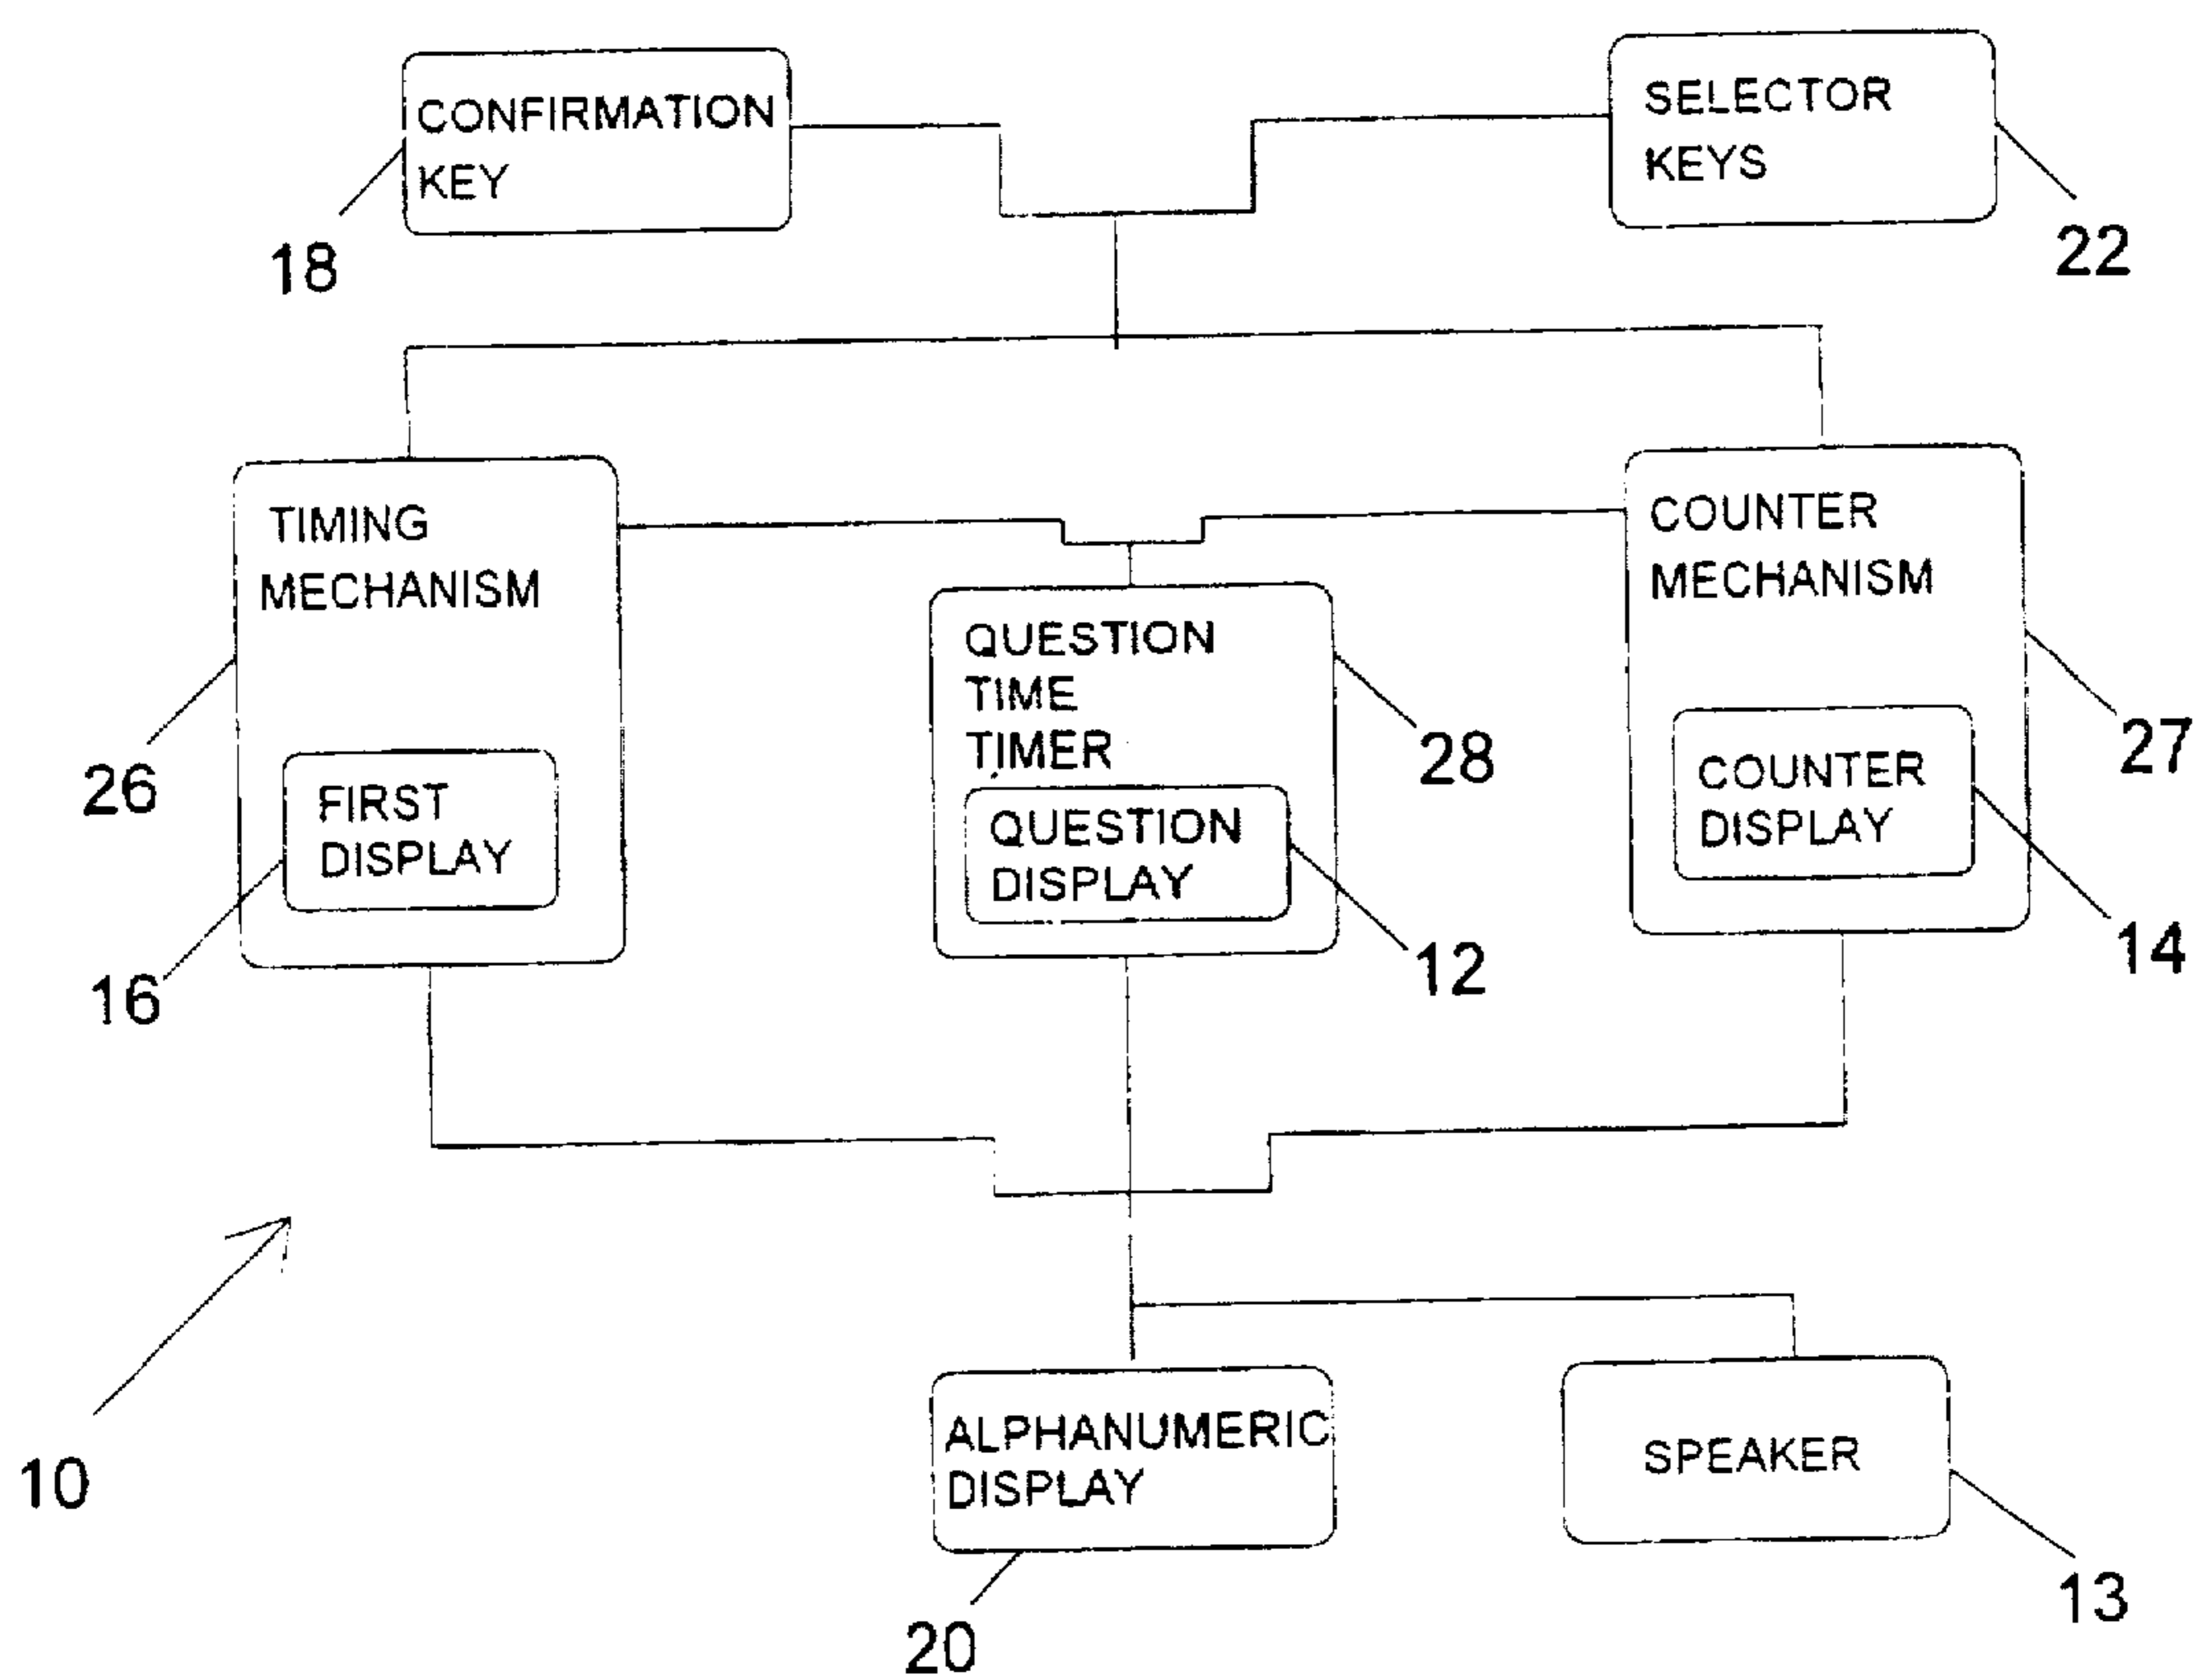 CONFIRMATION
KEY
18
SELECTOR
KEYS
22
TIMING
MECHANISM
26
FIRST
DISPLAY
16
QUESTION
TIME
TIMER
28
QUESTION
DISPLAY
12
COUNTER
MECHANISM
27
COUNTER
DISPLAY
14
10
ALPHANUMERIC
DISPLAY
20
SPEAKER
13